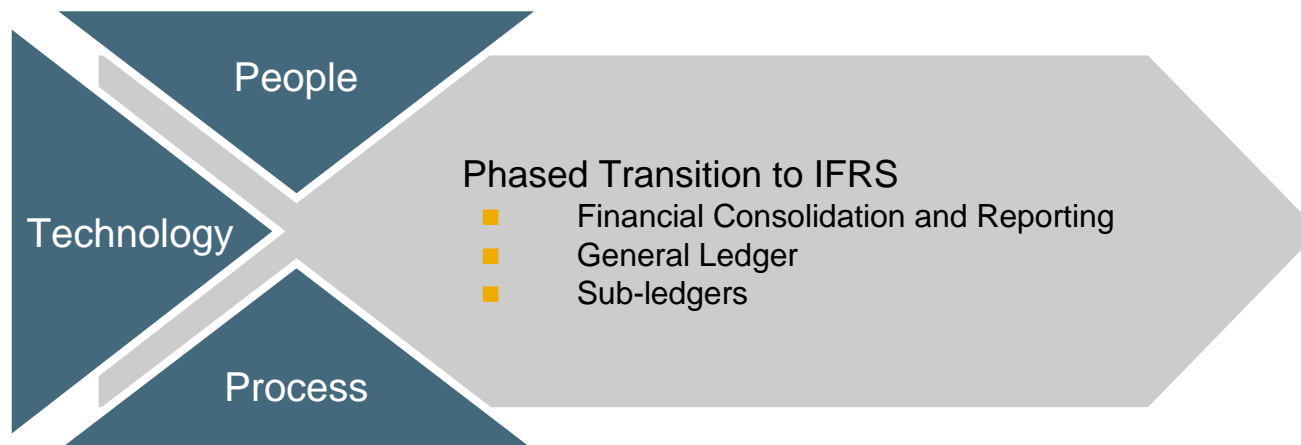 People
Technology
Process
Phased Transition to IFRS
Financial Consolidation and Reporting
General Ledger
Sub-ledgers